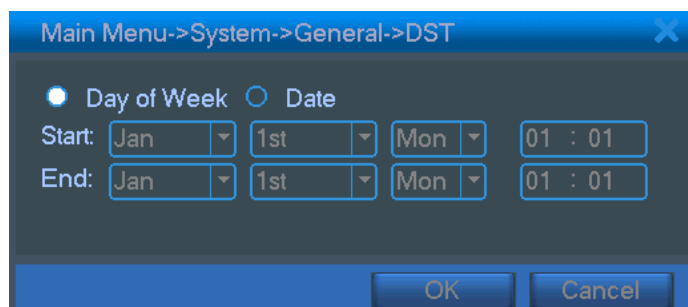 Main Menu->System->General->DST
Day of Week Date
Start: Jan 1st Mon 01 : 01
End: Jan 1st Mon 01 : 01
OK Cancel